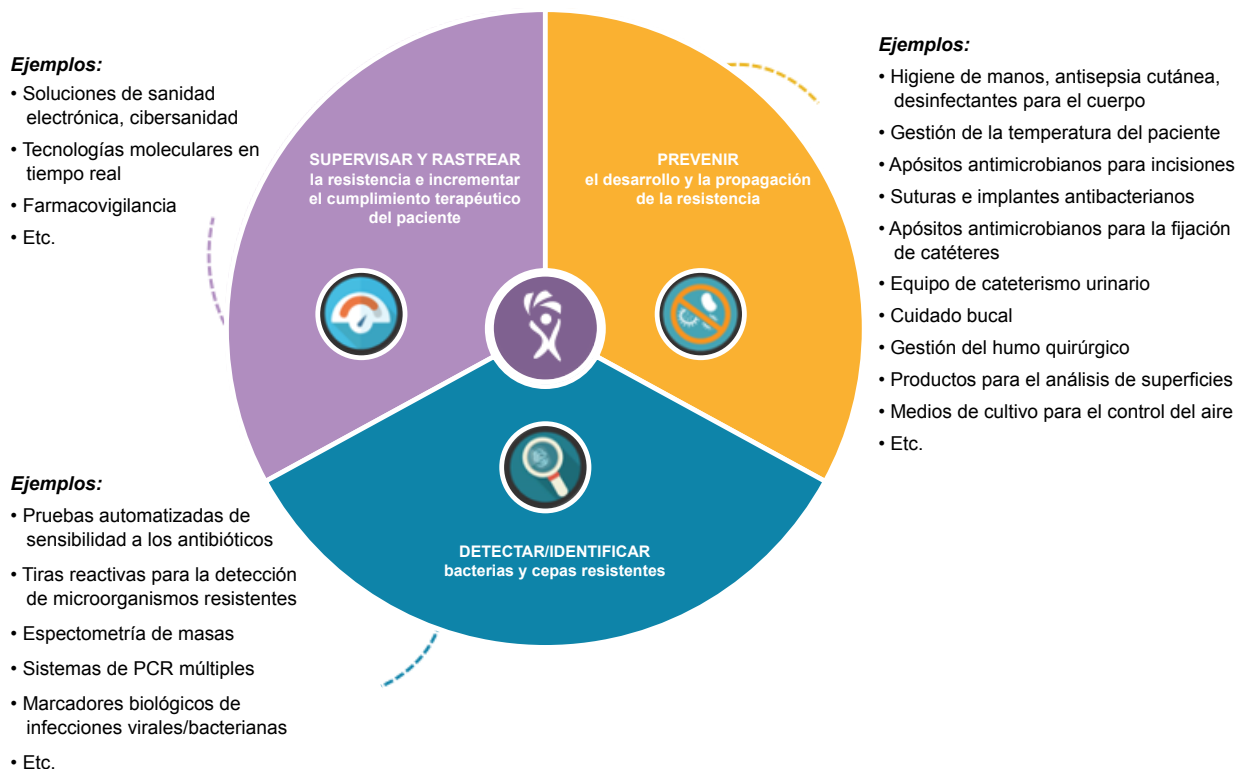 Ejemplos:
• Soluciones de sanidad
electrónica, cibersanidad
• Tecnologías moleculares en
tiempo real
• Farmacovigilancia
• Etc.
SUPERVISAR Y RASTREAR
la resistencia e incrementar
el cumplimiento terapéutico
del paciente
PREVENIR
el desarrollo y la propagación
de la resistencia
Ejemplos:
• Higiene de manos, antisepsia cutánea,
desinfectantes para el cuerpo
• Gestión de la temperatura del paciente
• Apósitos antimicrobianos para incisiones
• Suturas e implantes antibacterianos
• Apósitos antimicrobianos para la fijación
de catéteres
• Equipo de cateterismo urinario
• Cuidado bucal
• Gestión del humo quirúrgico
• Productos para el análisis de superficies
• Medios de cultivo para el control del aire
• Etc.
Ejemplos:
• Pruebas automatizadas de
sensibilidad a los antibióticos
• Tiras reactivas para la detección
de microorganismos resistentes
• Espectometría de masas
• Sistemas de PCR múltiples
• Marcadores biológicos de
infecciones virales/bacterianas
• Etc.
DETECTAR/IDENTIFICAR
bacterias y cepas resistentes